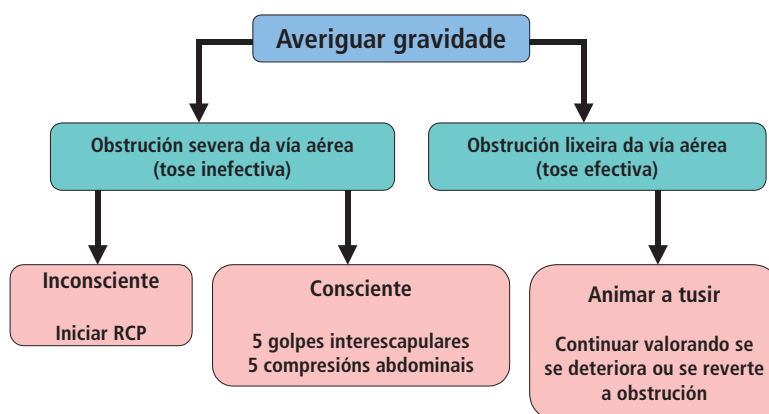 Averiguar gravidade
Obstrución severa da vía aérea
(tose inefectiva)
Obstrución lixeira da vía aérea
(tose efectiva)
Inconsciente
Iniciar RCP
Consciente
5 golpes interescapulares
5 compresións abdominais
Animar a tusir
Continuar valorando se
se deteriora ou se reverte
a obstrución